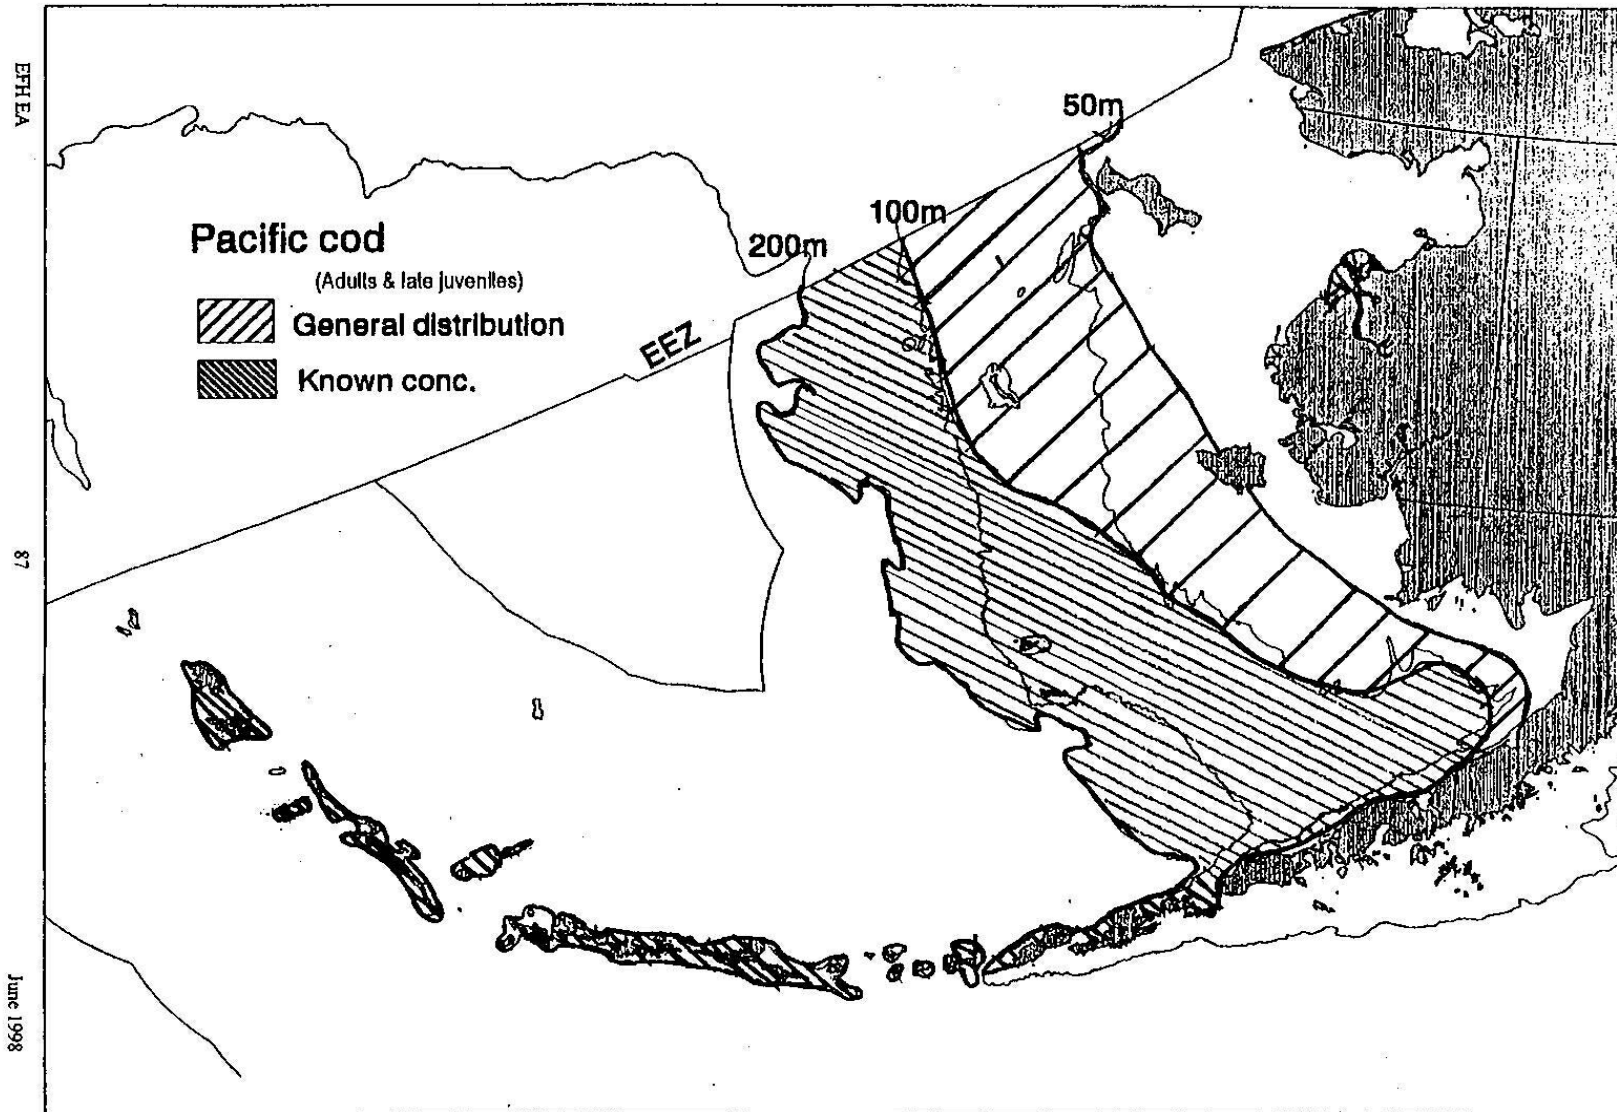 EFH EA
87
June 1998
Pacific cod
(Adults & late juveniles)
General distribution
Known conc.
EEZ
200m
100m
50m